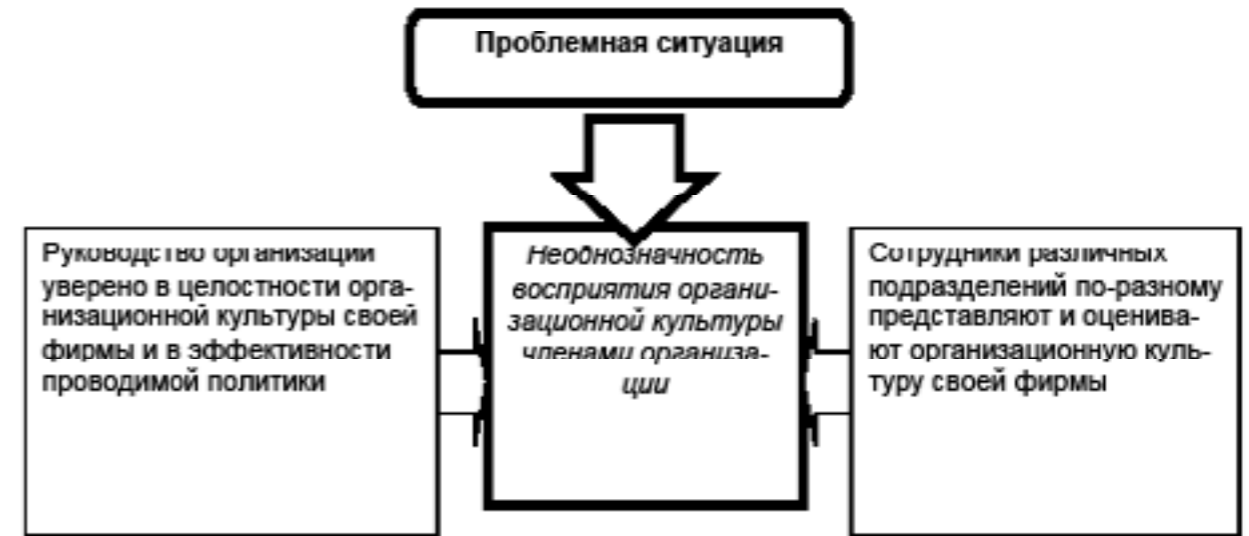 Проблемная ситуация
Руководство организации
уверено в целостности орга-
низационной культуры своей
фирмы и в эффективности
проводимой политики
Неоднозначность
восприятия органи-
зационной культуры
членами организа-
ции
Сотрудники различных
подразделений по-разному
представляют и оценива-
ют организационную куль-
туру своей фирмы